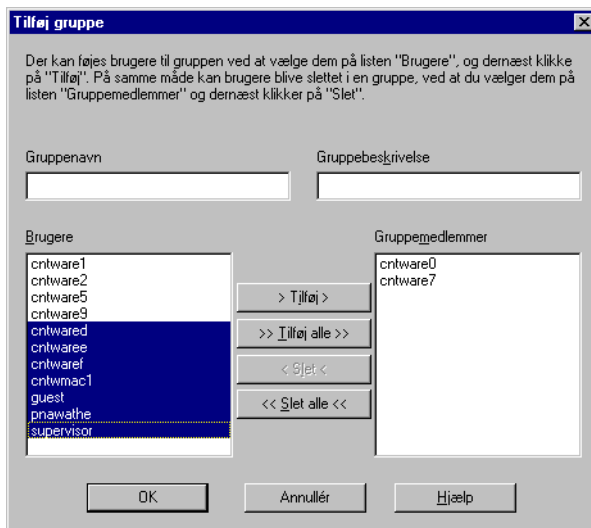 Tilføj gruppe
Der kan føjes brugere til gruppen ved at vælge dem på listen "Brugere", og dernæst klikke
på "Tilføj". På samme måde kan brugere blive slettet i en gruppe, ved at du vælger dem på
listen "Gruppemedlemmer" og dernæst klikker på "Slet".
Gruppenavn
Gruppebeskrivelse
Brugere
cntware1
cntware2
cntware5
cntware9
cntwared
cntwaree
cntwaref
cntwmac1
guest
pnawathe
supervisor
> Tilføj >
>> Tilføj alle >>
< Slet <
<< Slet alle <<
Gruppemedlemmer
cntware0
cntware7
OK
Annullér
Hjælp